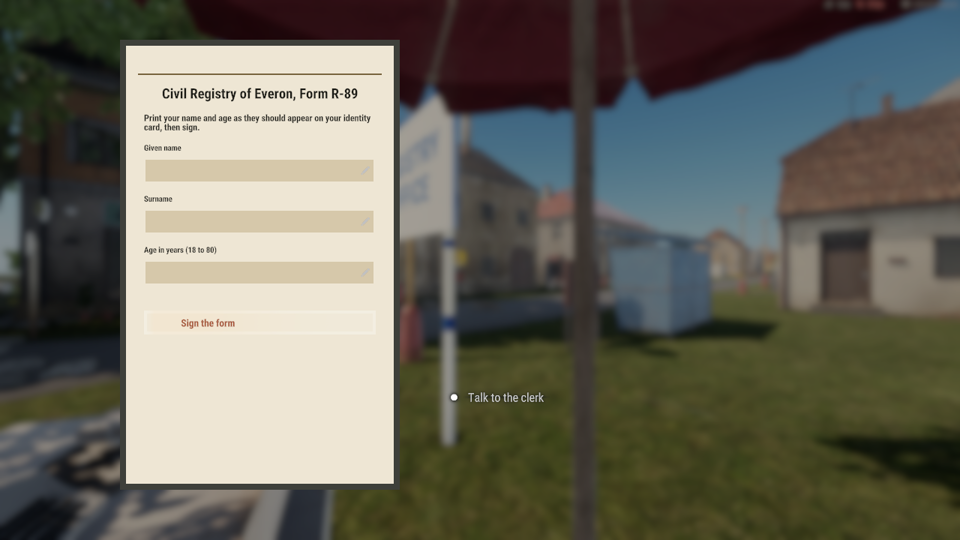 Civil Registry of Everon, Form R-89
Print your name and age as they should appear on your identity
card, then sign.
Given name
Surname
Age in years (18 to 80)
Sign the form
Talk to the clerk